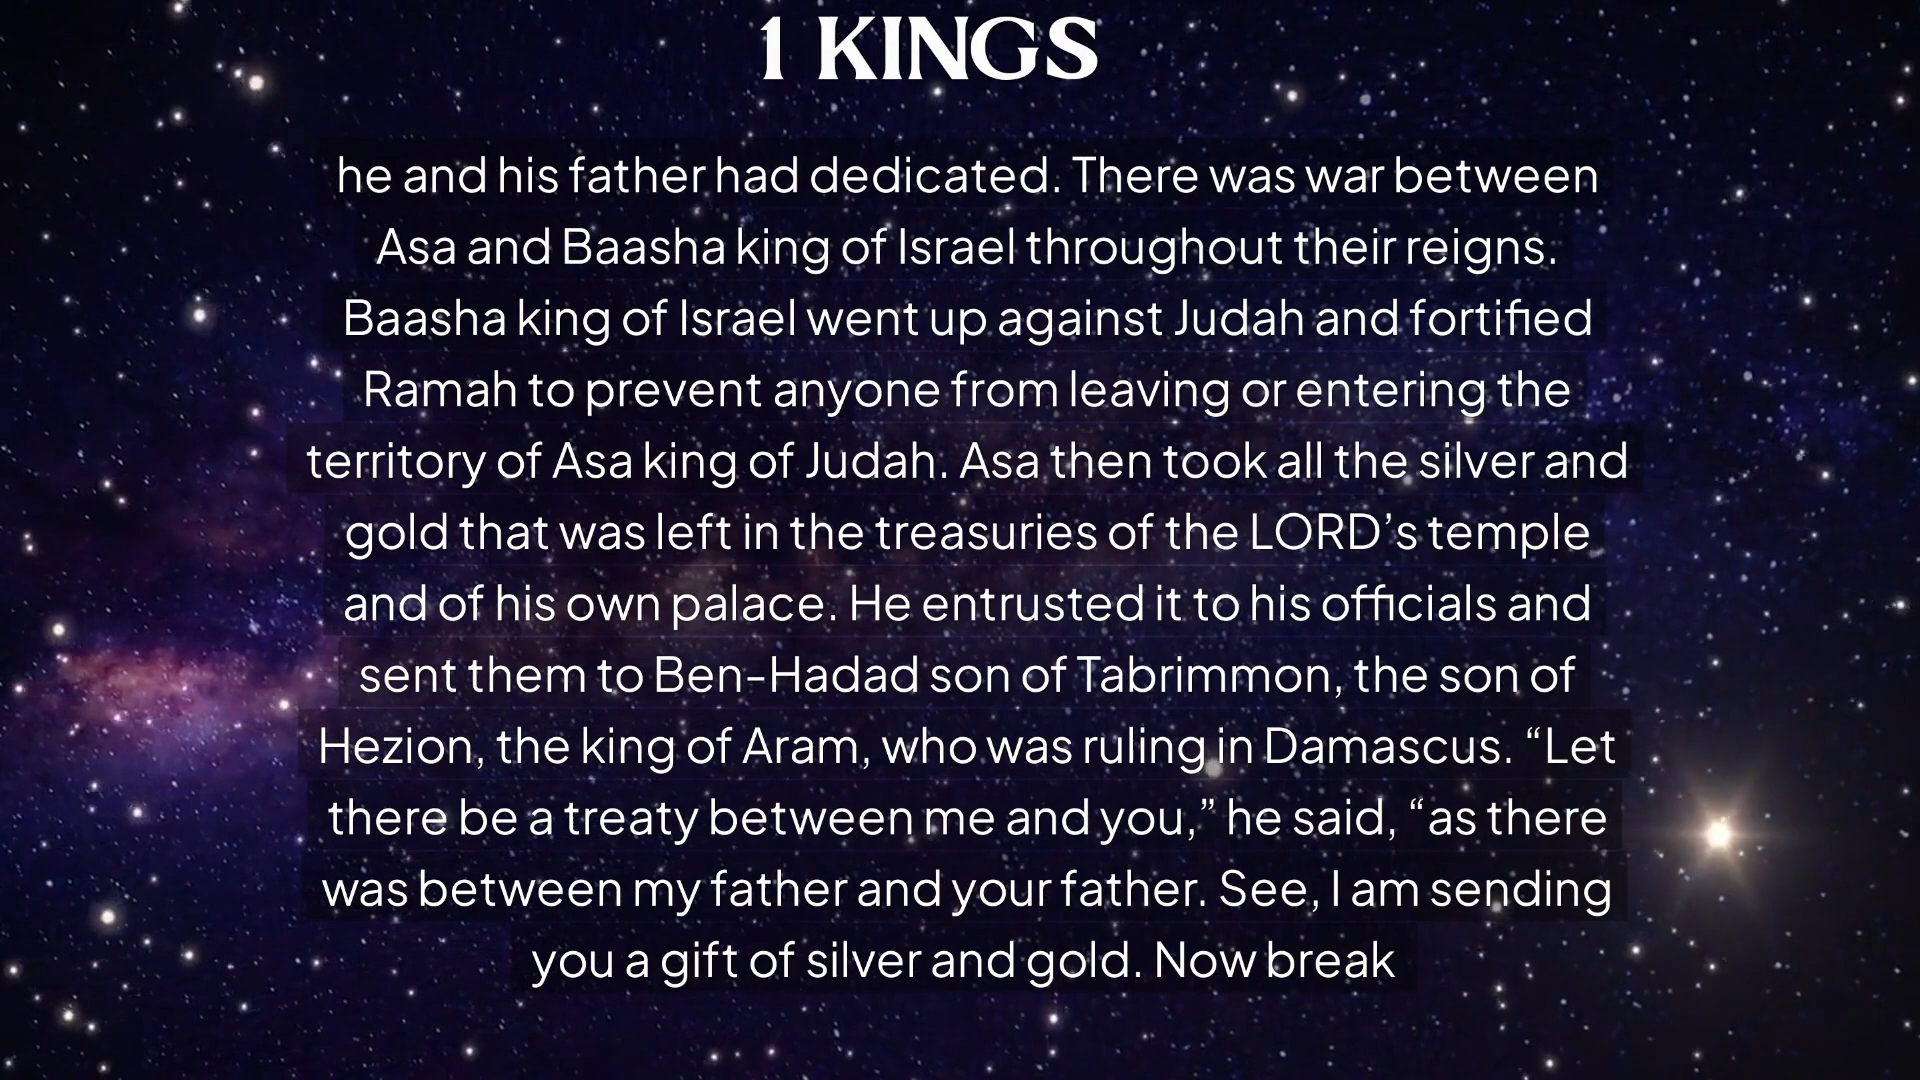 1 KINGS
he and his father had dedicated. There was war between
Asa and Baasha king of Israel throughout their reigns.
Baasha king of Israel went up against Judah and fortified
Ramah to prevent anyone from leaving or entering the
territory of Asa king of Judah. Asa then took all the silver and
gold that was left in the treasuries of the LORD’s temple
and of his own palace. He entrusted it to his officials and
sent them to Ben-Hadad son of Tabrimmon, the son of
Hezion, the king of Aram, who was ruling in Damascus. “Let
there be a treaty between me and you,” he said, “as there
was between my father and your father. See, I am sending
you a gift of silver and gold. Now break